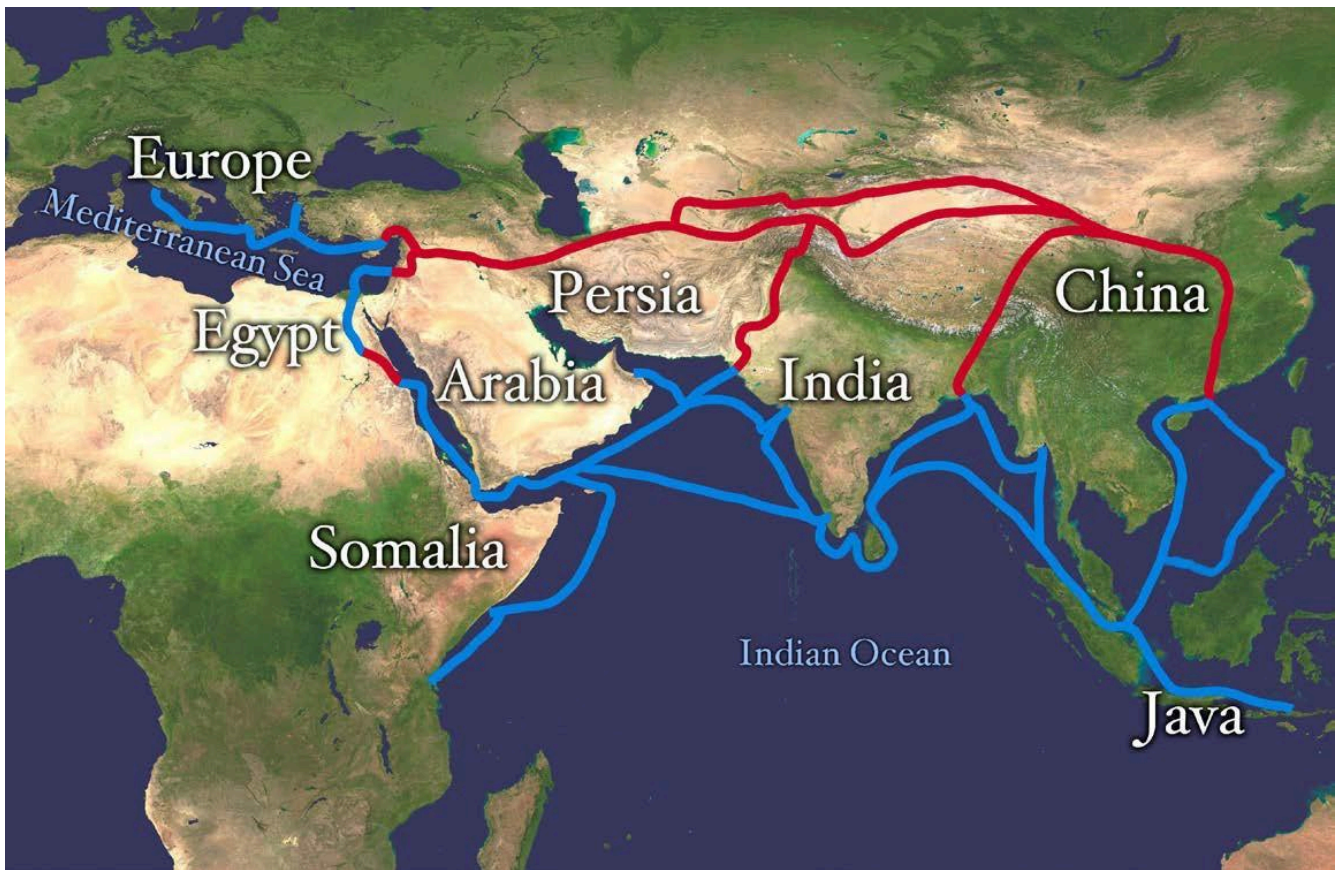 Europe
Mediterranean Sea
Egypt
Persia
China
Arabia
India
Somalia
Indian Ocean
Java